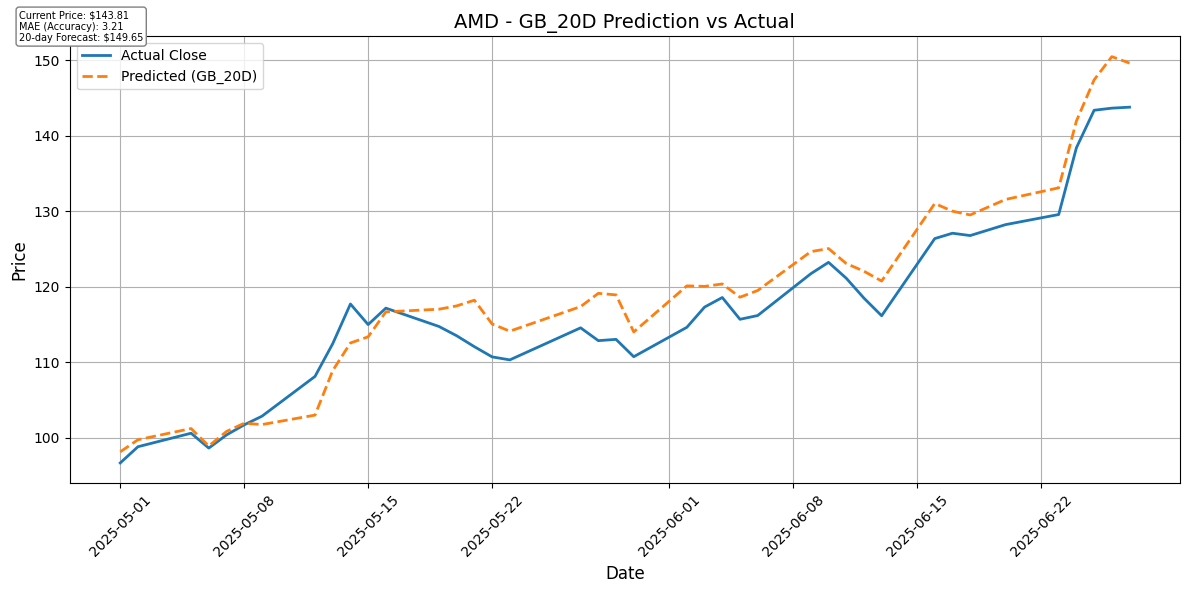 AMD - GB_20D Prediction vs Actual
Current Price: $143.81
MAE (Accuracy): 3.21
20-day Forecast: $149.65
Actual Close
Predicted (GB_20D)
Price
150
140
130
120
110
100
2025-05-01
2025-05-08
2025-05-15
2025-05-22
2025-06-01
2025-06-08
2025-06-15
2025-06-22
Date